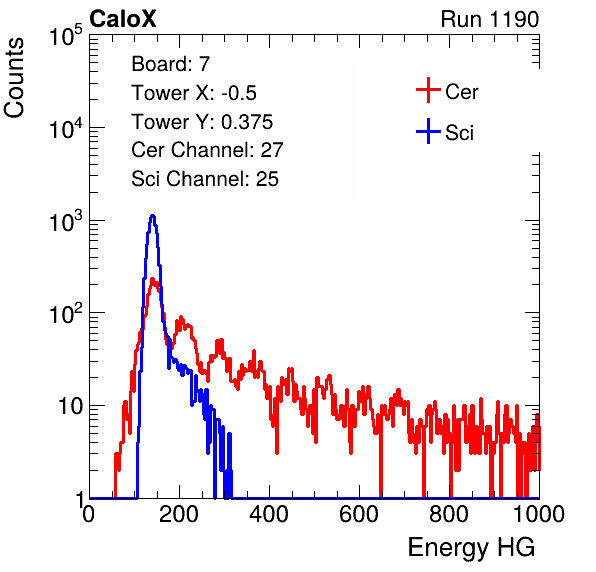 CaloX Run 1190
Counts
10^5
10^4
10^3
10^2
10
1
Board: 7
Tower X: -0.5
Tower Y: 0.375
Cer Channel: 27
Sci Channel: 25
Cer
Sci
0 200 400 600 800 1000
Energy HG